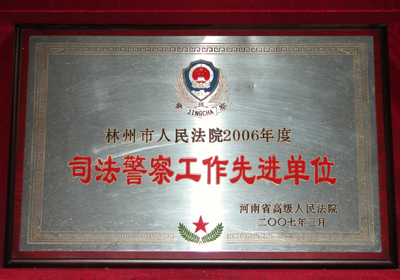 JINGCHA
林州市人民法院2006年度
司法警察工作先进单位
河南省高级人民法院
二〇〇七年三月